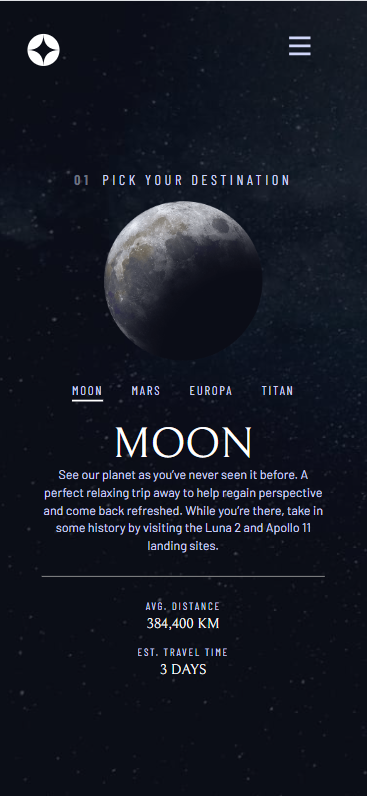 01 PICK YOUR DESTINATION
MOON MARS EUROPA TITAN
MOON
See our planet as you’ve never seen it before. A
perfect relaxing trip away to help regain perspective
and come back refreshed. While you’re there, take in
some history by visiting the Luna 2 and Apollo 11
landing sites.
AVG. DISTANCE
384,400 KM
EST. TRAVEL TIME
3 DAYS